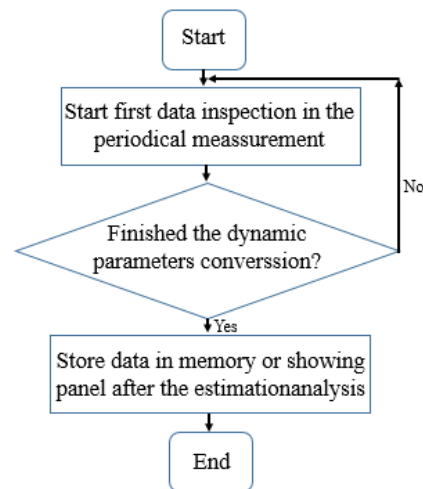 Start
Start first data inspection in the
periodical meassurement
No
Finished the dynamic
parameters converssion?
Yes
Store data in memory or showing
panel after the estimationanalysis
End